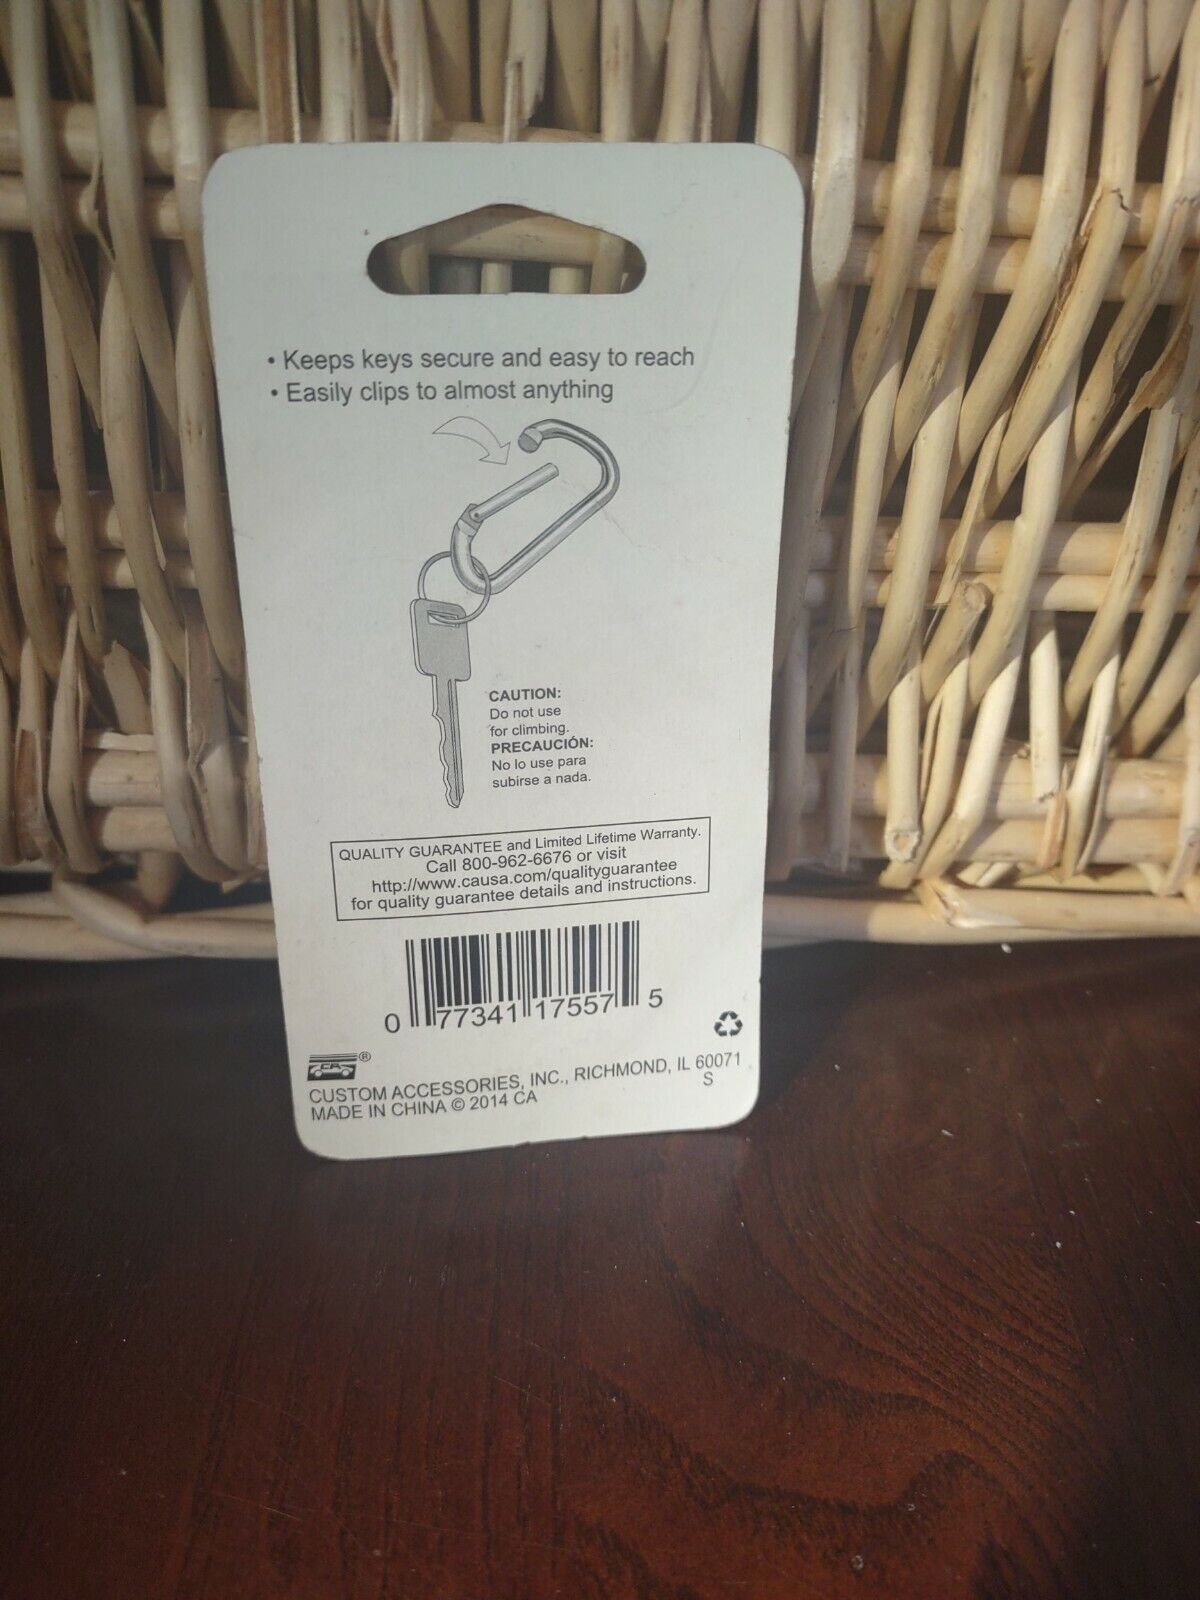 • Keeps keys secure and easy to reach
• Easily clips to almost anything
CAUTION:
Do not use
for climbing.
PRECAUCIÓN:
No lo use para
subirse a nada.
QUALITY GUARANTEE and Limited Lifetime Warranty.
Call 800-962-6676 or visit
http://www.causa.com/qualityguarantee
for quality guarantee details and instructions.
0 77341 17557 5
CA ®
CUSTOM ACCESSORIES, INC., RICHMOND, IL 60071
MADE IN CHINA © 2014 CA S